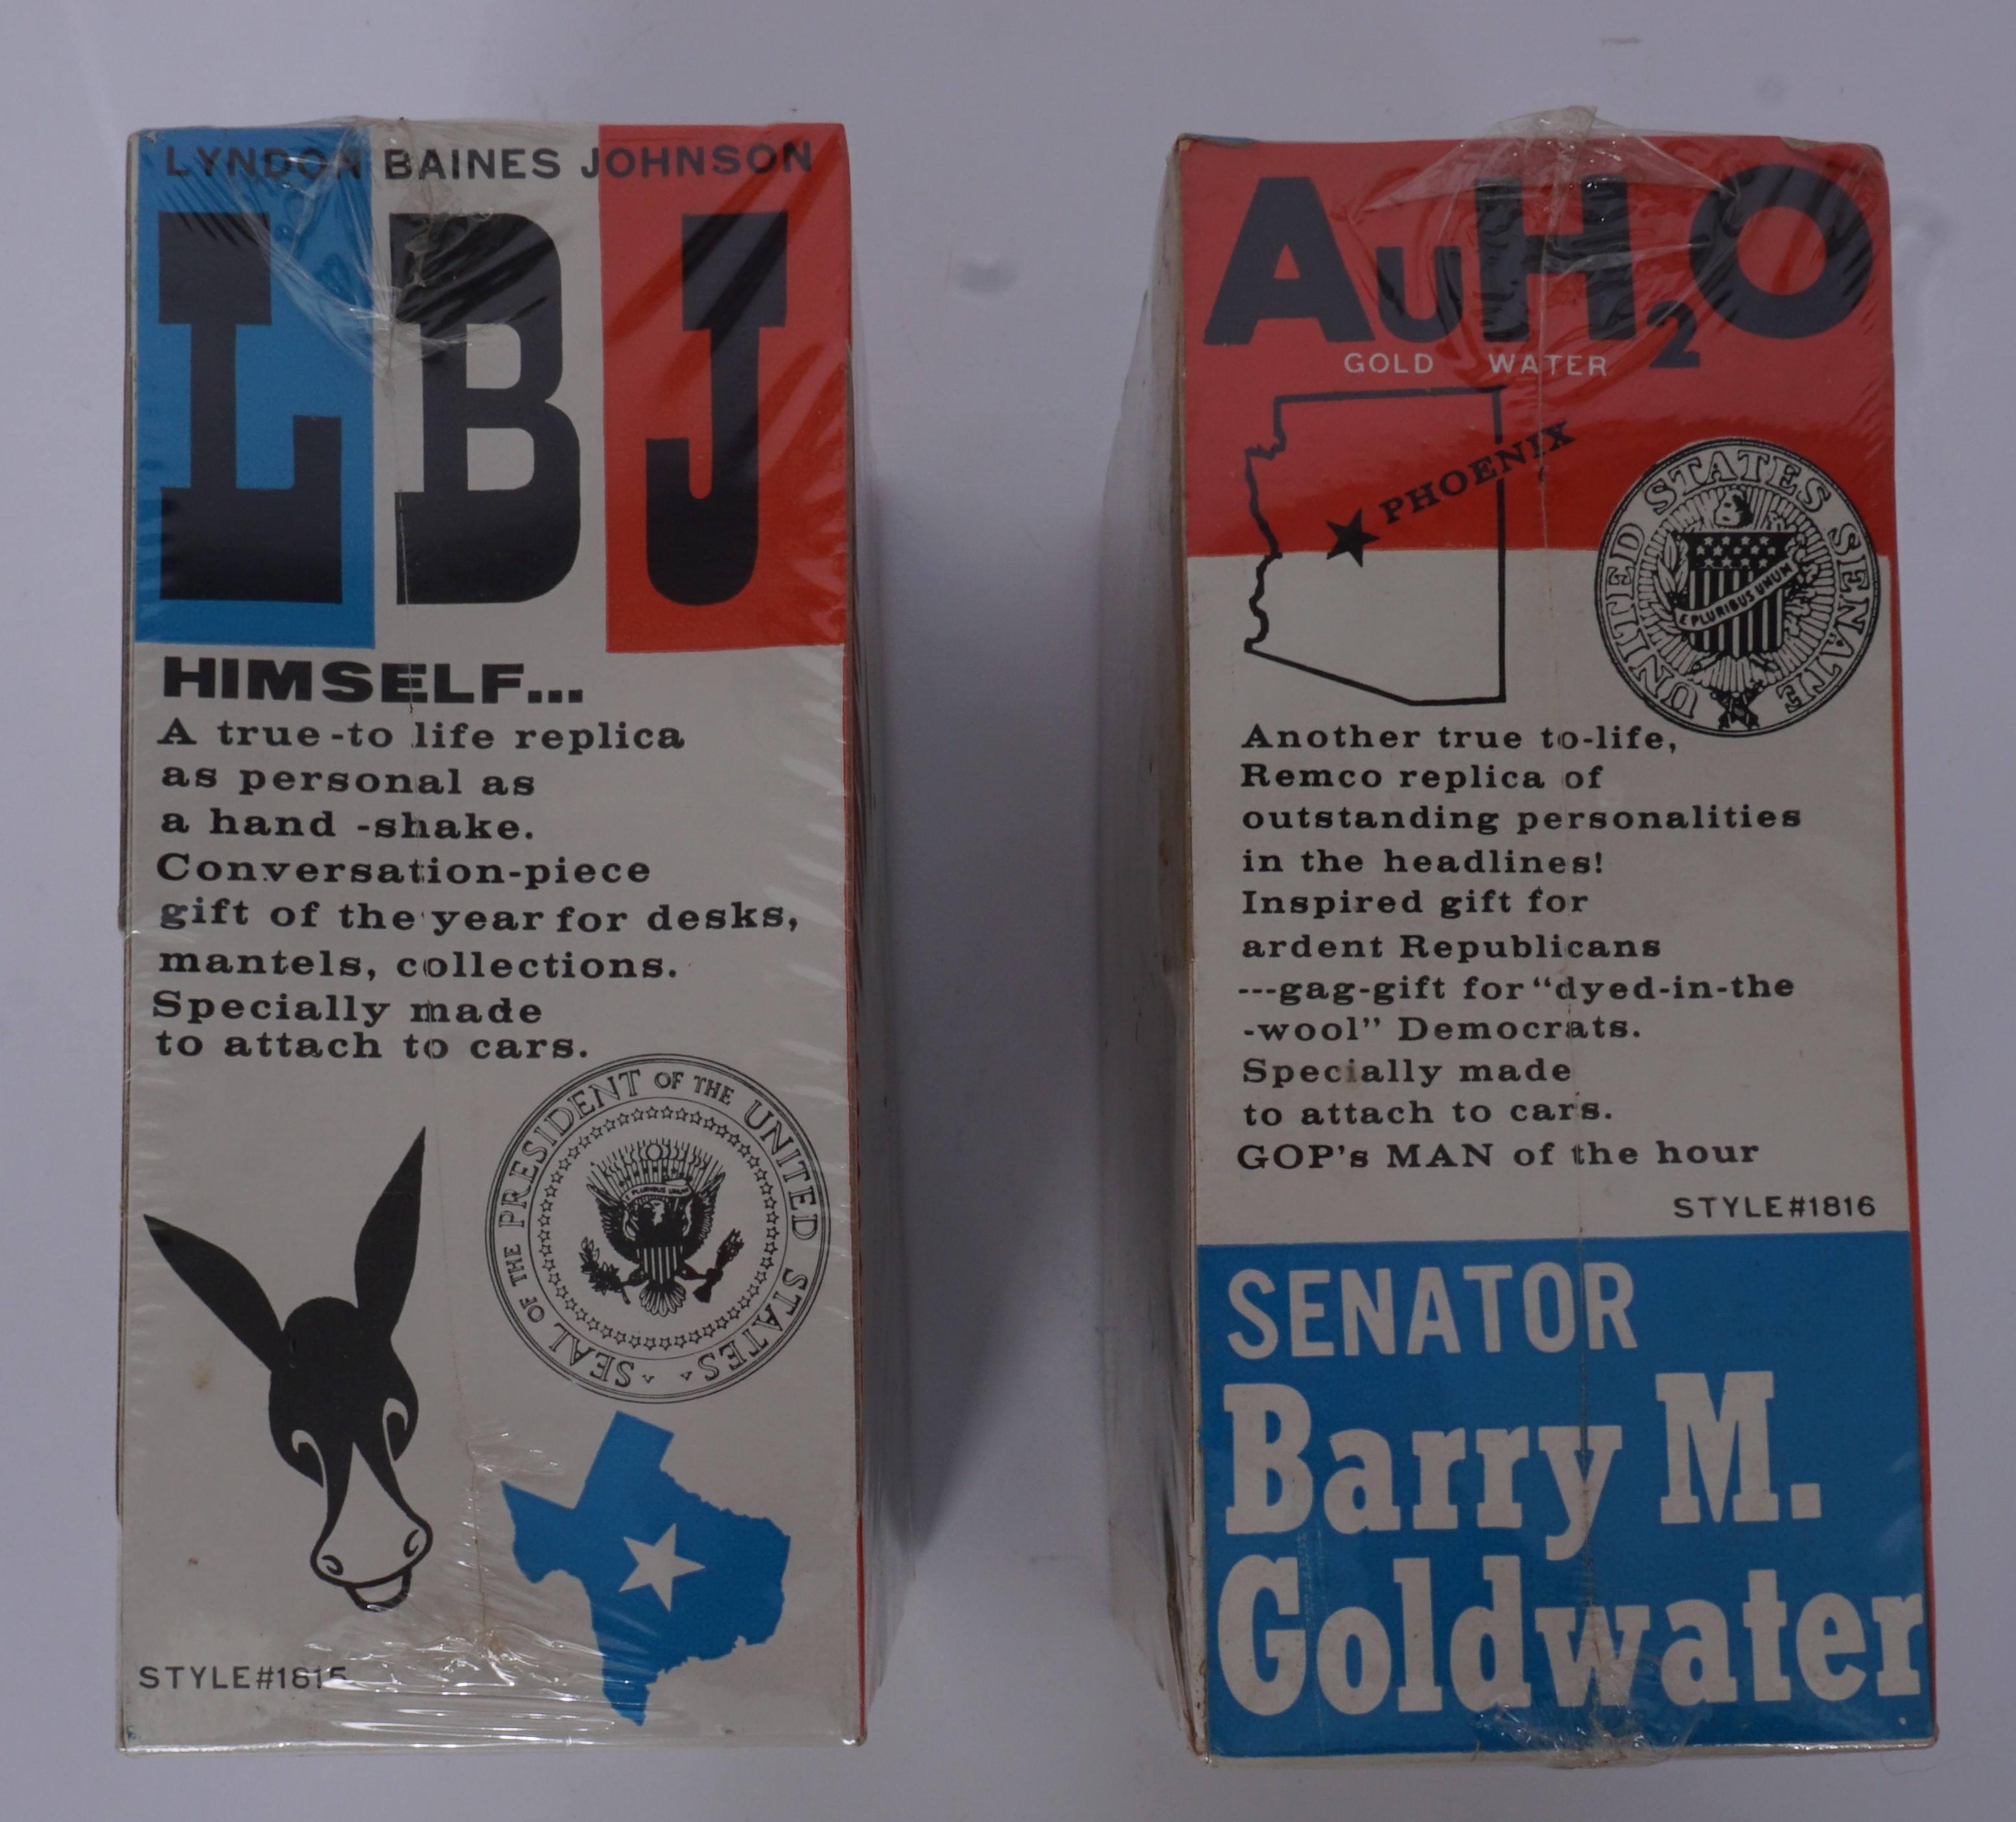 LYNDON BAINES JOHNSON
LBJ
HIMSELF...
A true-to life replica
as personal as
a hand-shake.
Conversation-piece
gift of the year for desks,
mantels, collections.
Specially made
to attach to cars.
SEAL OF THE PRESIDENT OF THE UNITED STATES
E PLURIBUS UNUM
STYLE#1815
AuH2O
GOLD WATER
PHOENIX
UNITED STATES SENATE
E PLURIBUS UNUM
Another true to-life,
Remco replica of
outstanding personalities
in the headlines!
Inspired gift for
ardent Republicans
---gag-gift for "dyed-in-the
-wool" Democrats.
Specially made
to attach to cars.
GOP's MAN of the hour
STYLE#1816
SENATOR
Barry M.
Goldwater